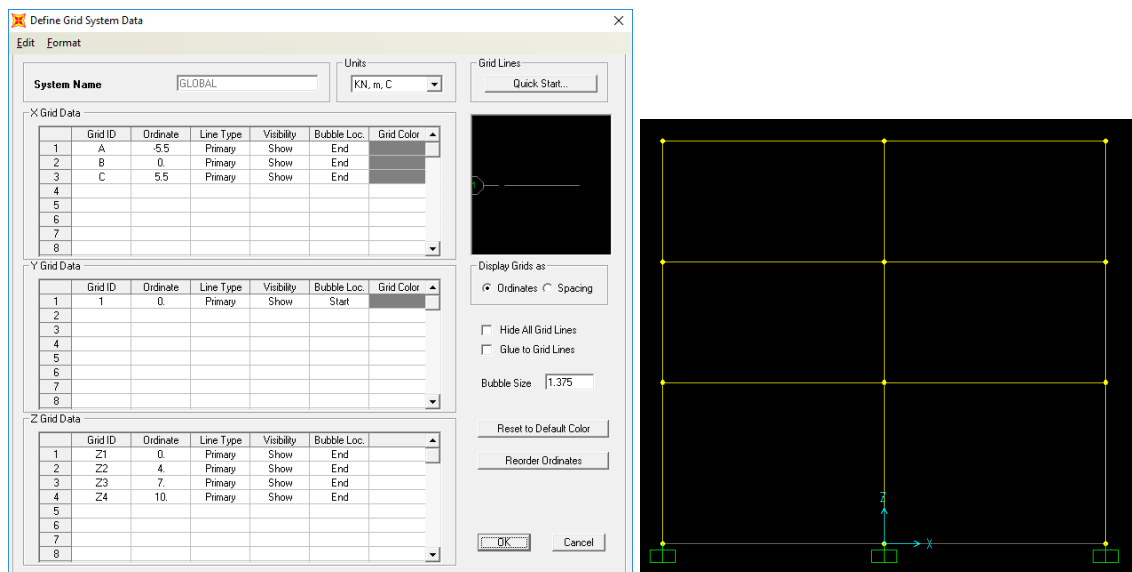 Define Grid System Data
Edit Format
System Name GLOBAL
Units
KN, m, C
Grid Lines
Quick Start...
X Grid Data
Grid ID Ordinate Line Type Visibility Bubble Loc. Grid Color
1 A -5.5 Primary Show End
2 B 0. Primary Show End
3 C 5.5 Primary Show End
4
5
6
7
8
Y Grid Data
Grid ID Ordinate Line Type Visibility Bubble Loc. Grid Color
1 1 0. Primary Show Start
2
3
4
5
6
7
8
Z Grid Data
Grid ID Ordinate Line Type Visibility Bubble Loc.
1 Z1 0. Primary Show End
2 Z2 4. Primary Show End
3 Z3 7. Primary Show End
4 Z4 10. Primary Show End
5
6
7
8
Display Grids as
Ordinates Spacing
Hide All Grid Lines
Glue to Grid Lines
Bubble Size 1.375
Reset to Default Color
Reorder Ordinates
OK Cancel
Z
X